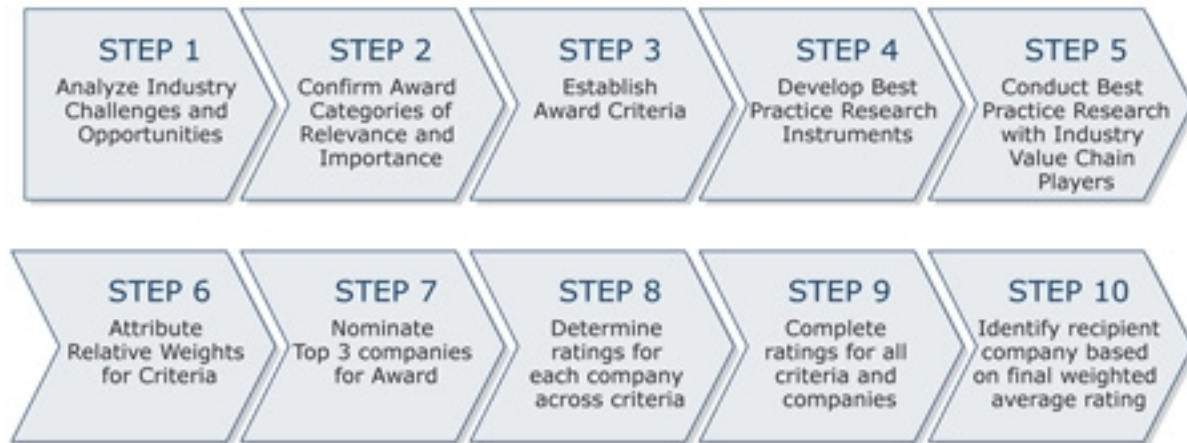 STEP 1
Analyze Industry
Challenges and
Opportunities
STEP 2
Confirm Award
Categories of
Relevance and
Importance
STEP 3
Establish
Award Criteria
STEP 4
Develop Best
Practice Research
Instruments
STEP 5
Conduct Best
Practice Research
with Industry
Value Chain
Players
STEP 6
Attribute
Relative Weights
for Criteria
STEP 7
Nominate
Top 3 companies
for Award
STEP 8
Determine
ratings for
each company
across criteria
STEP 9
Complete
ratings for all
criteria and
companies
STEP 10
Identify recipient
company based
on final weighted
average rating